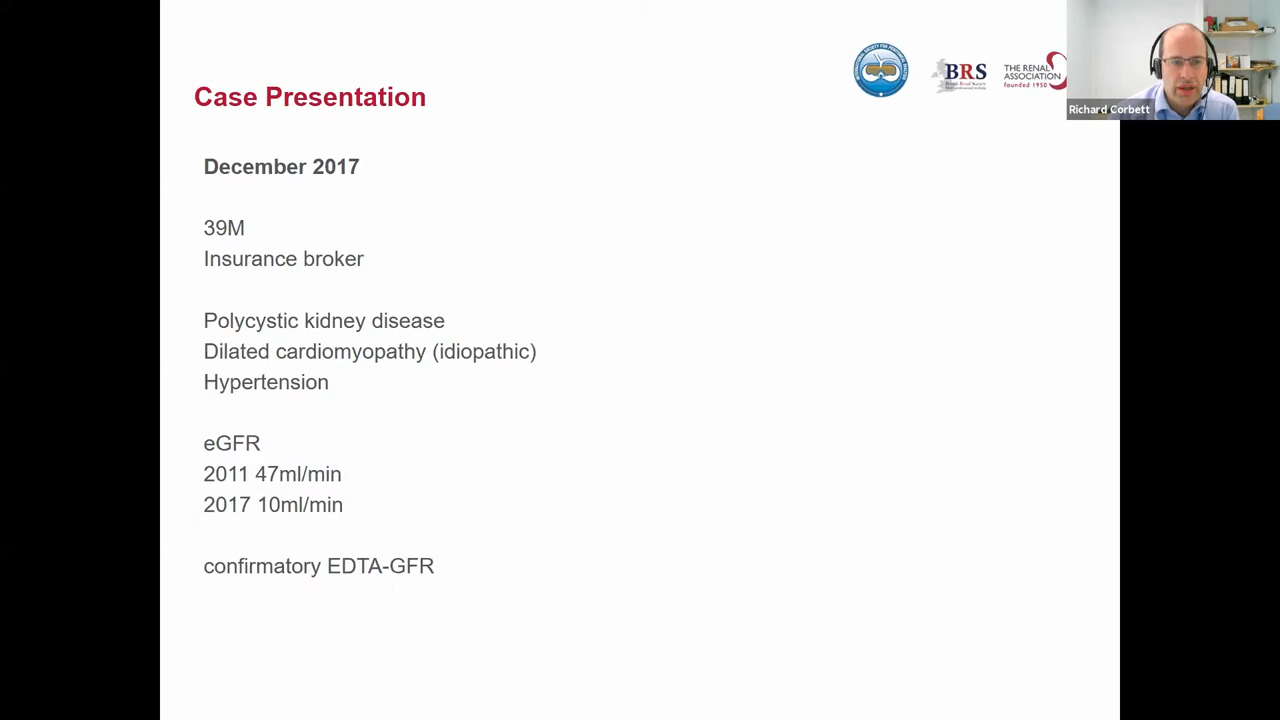 Case Presentation
BRS
THE RENAL
ASSOCIATION
founded 1950
Richard Corbett
December 2017
39M
Insurance broker
Polycystic kidney disease
Dilated cardiomyopathy (idiopathic)
Hypertension
eGFR
2011 47ml/min
2017 10ml/min
confirmatory EDTA-GFR